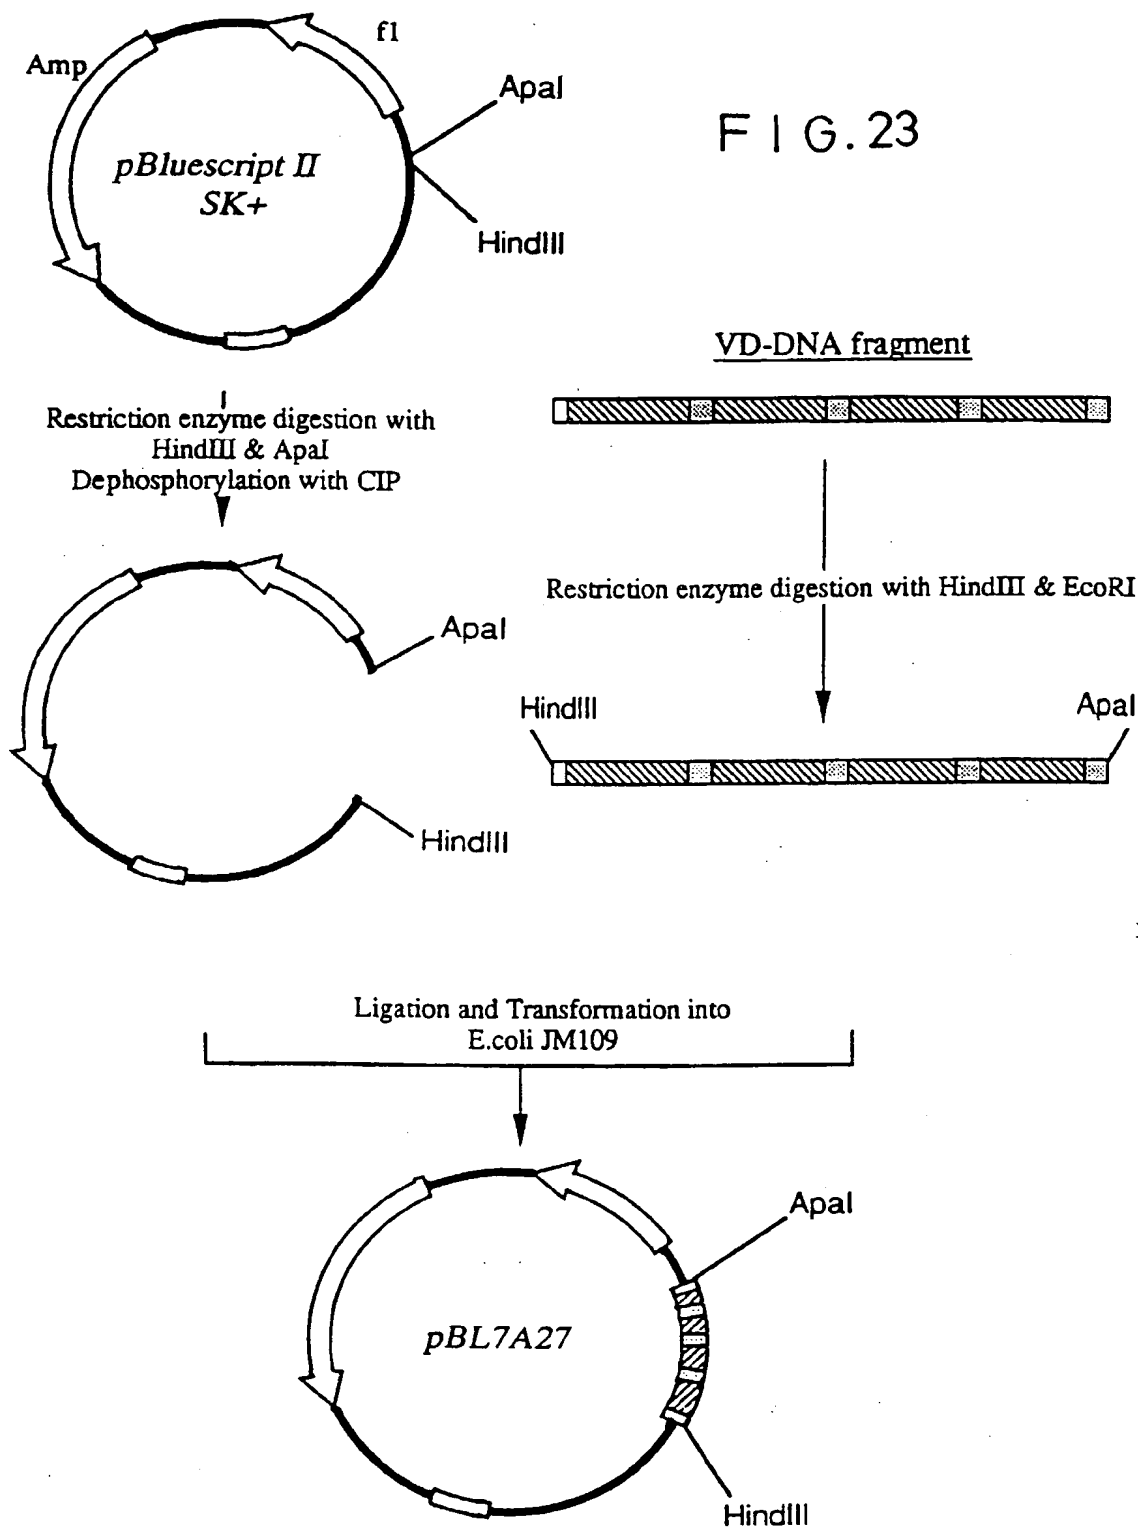 f1
Amp
ApaI
FIG. 23
pBluescript II
SK+
HindIII
VD-DNA fragment
Restriction enzyme digestion with
HindIII & ApaI
Dephosphorylation with CIP
Restriction enzyme digestion with HindIII & EcoRI
ApaI
HindIII
ApaI
HindIII
Ligation and Transformation into
E.coli JM109
ApaI
pBL7A27
HindIII